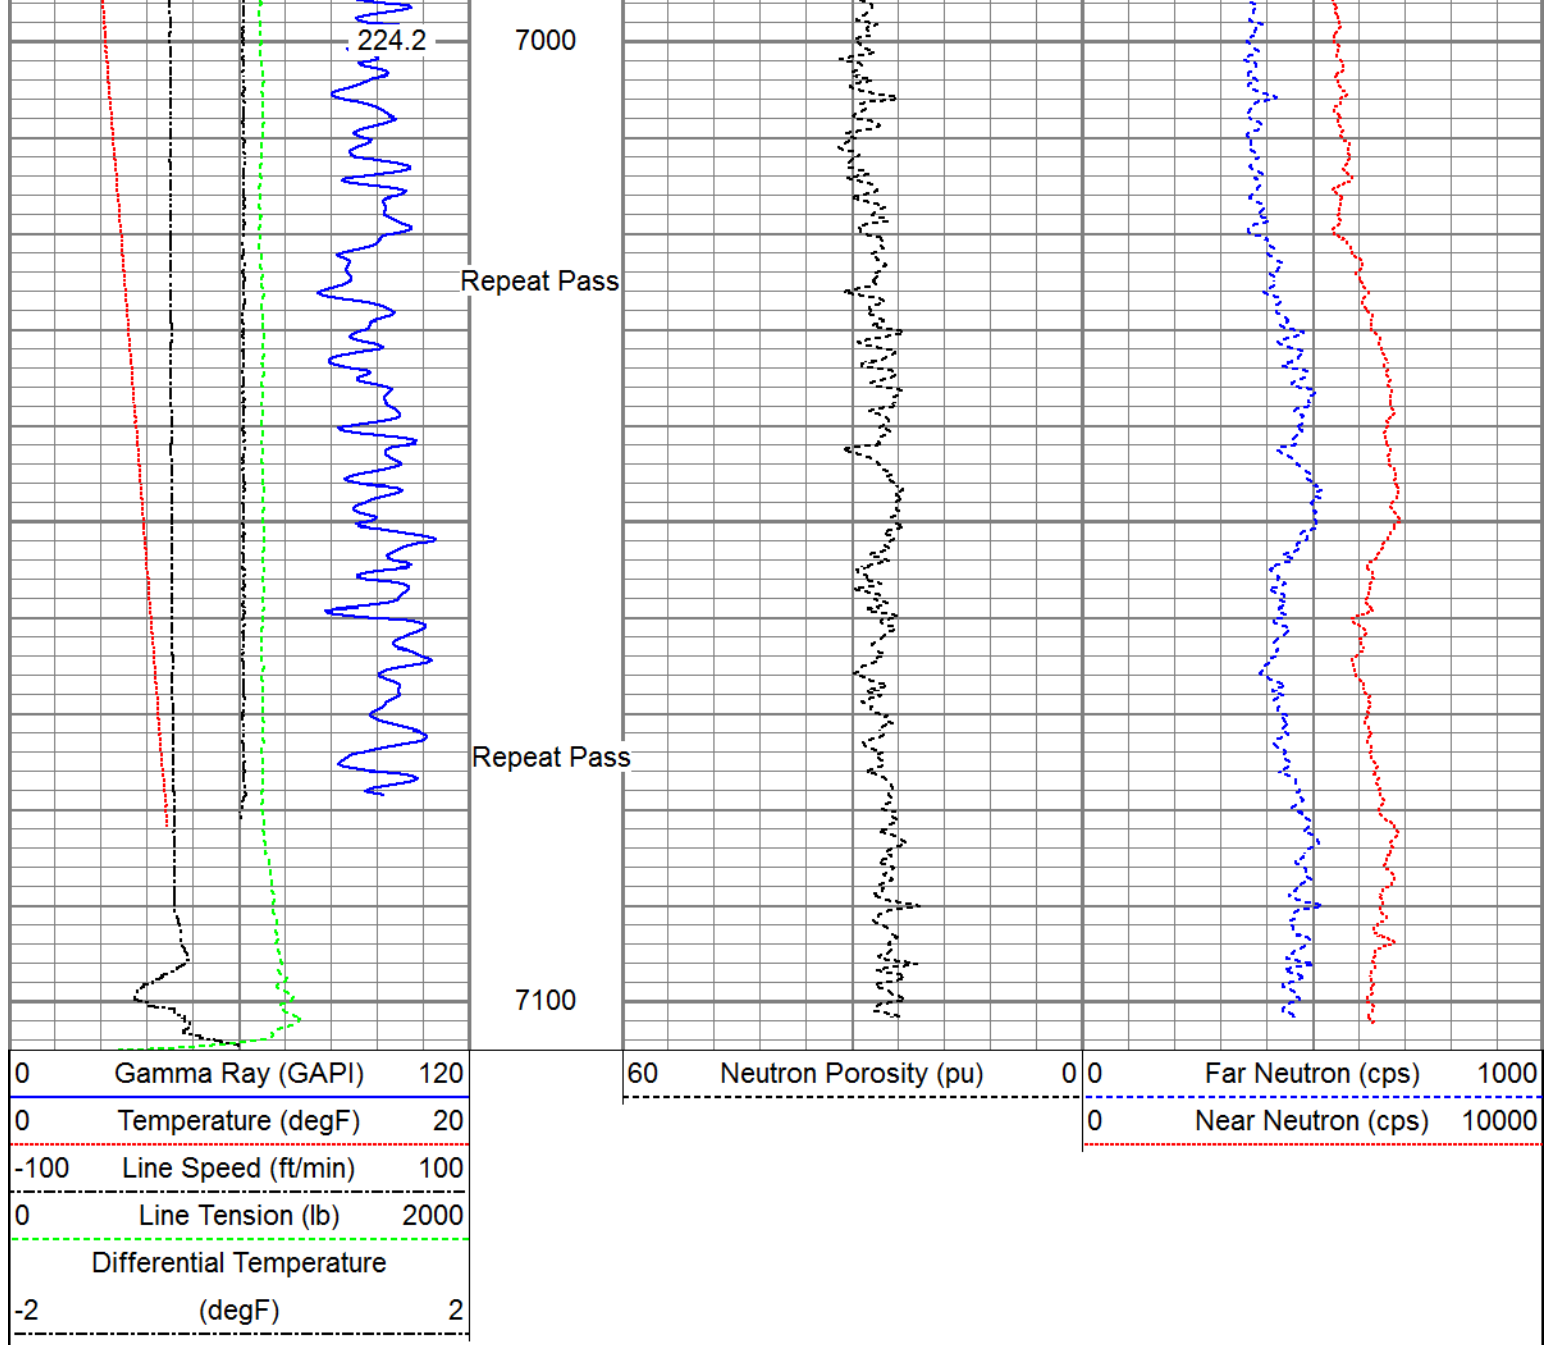 224.2
7000
Repeat Pass
Repeat Pass
7100
0 Gamma Ray (GAPI) 120
0 Temperature (degF) 20
-100 Line Speed (ft/min) 100
0 Line Tension (lb) 2000
Differential Temperature
-2 (degF) 2
60 Neutron Porosity (pu) 0
0 Far Neutron (cps) 1000
0 Near Neutron (cps) 10000